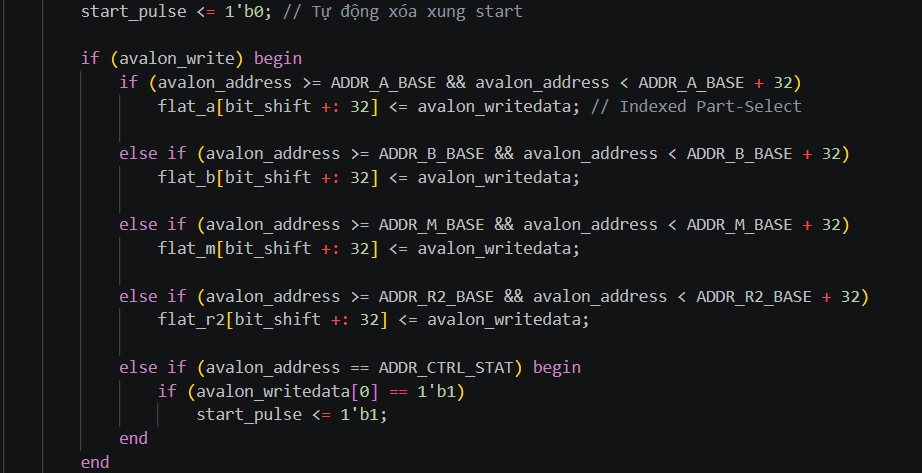 start_pulse <= 1'b0; // Tự động xóa xung start
if (avalon_write) begin
if (avalon_address >= ADDR_A_BASE && avalon_address < ADDR_A_BASE + 32)
flat_a[bit_shift +: 32] <= avalon_writedata; // Indexed Part-Select
else if (avalon_address >= ADDR_B_BASE && avalon_address < ADDR_B_BASE + 32)
flat_b[bit_shift +: 32] <= avalon_writedata;
else if (avalon_address >= ADDR_M_BASE && avalon_address < ADDR_M_BASE + 32)
flat_m[bit_shift +: 32] <= avalon_writedata;
else if (avalon_address >= ADDR_R2_BASE && avalon_address < ADDR_R2_BASE + 32)
flat_r2[bit_shift +: 32] <= avalon_writedata;
else if (avalon_address == ADDR_CTRL_STAT) begin
if (avalon_writedata[0] == 1'b1)
start_pulse <= 1'b1;
end
end